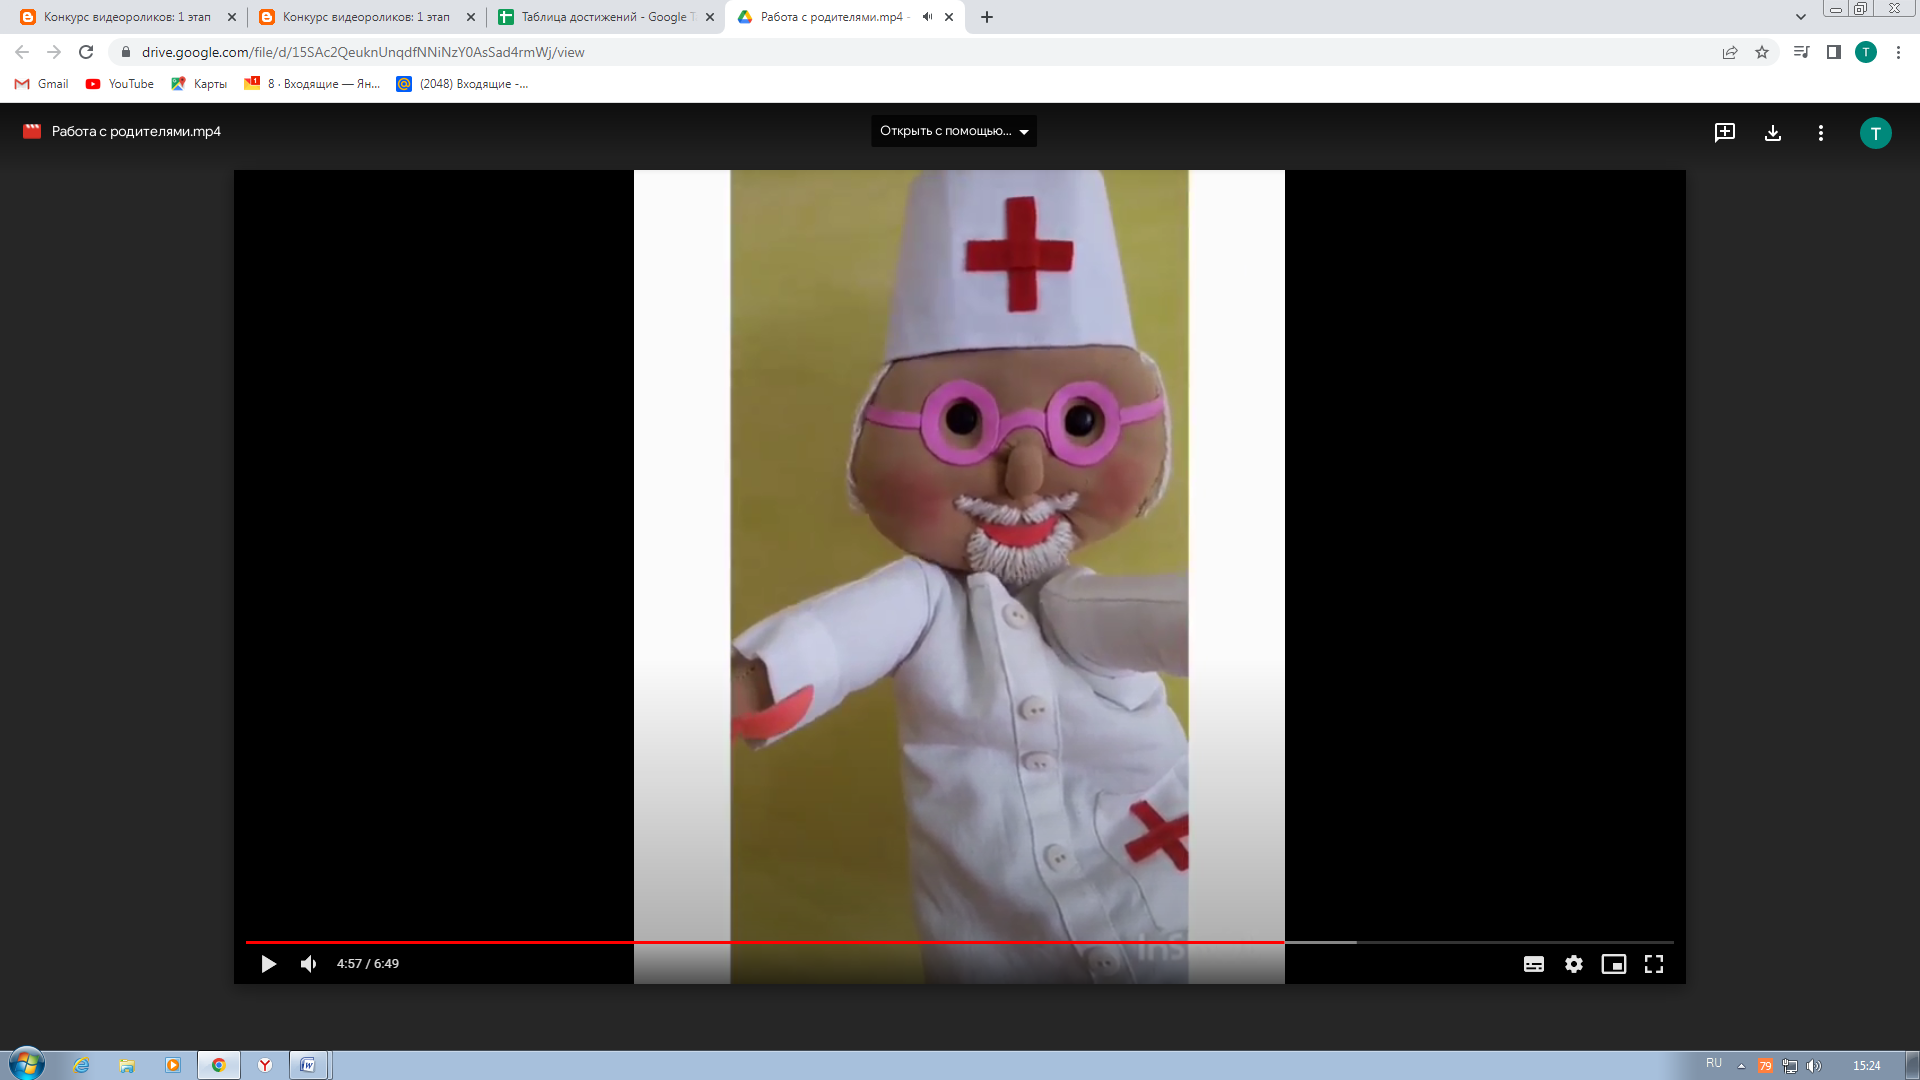 Конкурс видеороликов: 1 этап
Конкурс видеороликов: 1 этап
Таблица достижений - Google Т
Работа с родителями.mp4 -
drive.google.com/file/d/15SAc2QeuknUnqdfNNiNzY0AsSad4rmWj/view
Gmail
YouTube
Карты
8 · Входящие — Ян...
(2048) Входящие -...
T
Работа с родителями.mp4
Открыть с помощью...
T
InS
4:57 / 6:49
RU
79
15:24